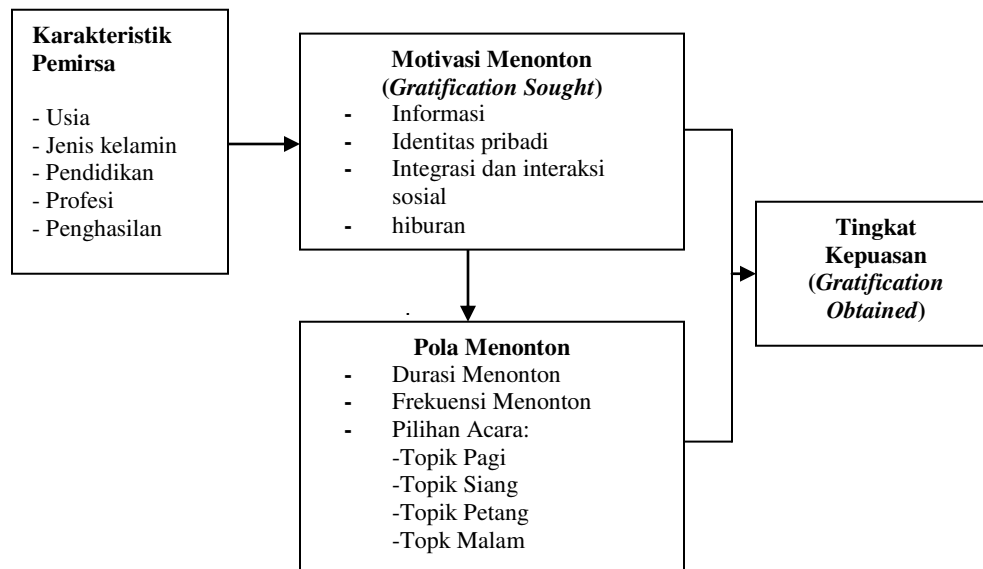 Karakteristik
Pemirsa
- Usia
- Jenis kelamin
- Pendidikan
- Profesi
- Penghasilan
Motivasi Menonton
(Gratification Sought)
- Informasi
- Identitas pribadi
- Integrasi dan interaksi
sosial
- hiburan
Pola Menonton
- Durasi Menonton
- Frekuensi Menonton
- Pilihan Acara:
-Topik Pagi
-Topik Siang
-Topik Petang
-Topk Malam
Tingkat
Kepuasan
(Gratification
Obtained)